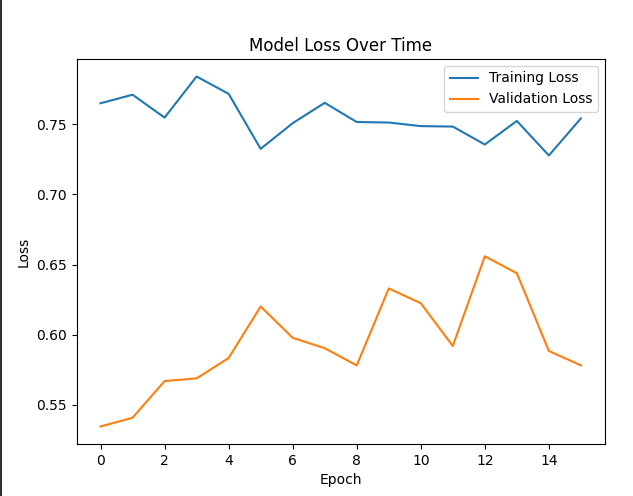 Model Loss Over Time
Training Loss
Validation Loss
0.75
0.70
0.65
0.60
0.55
Loss
0 2 4 6 8 10 12 14
Epoch